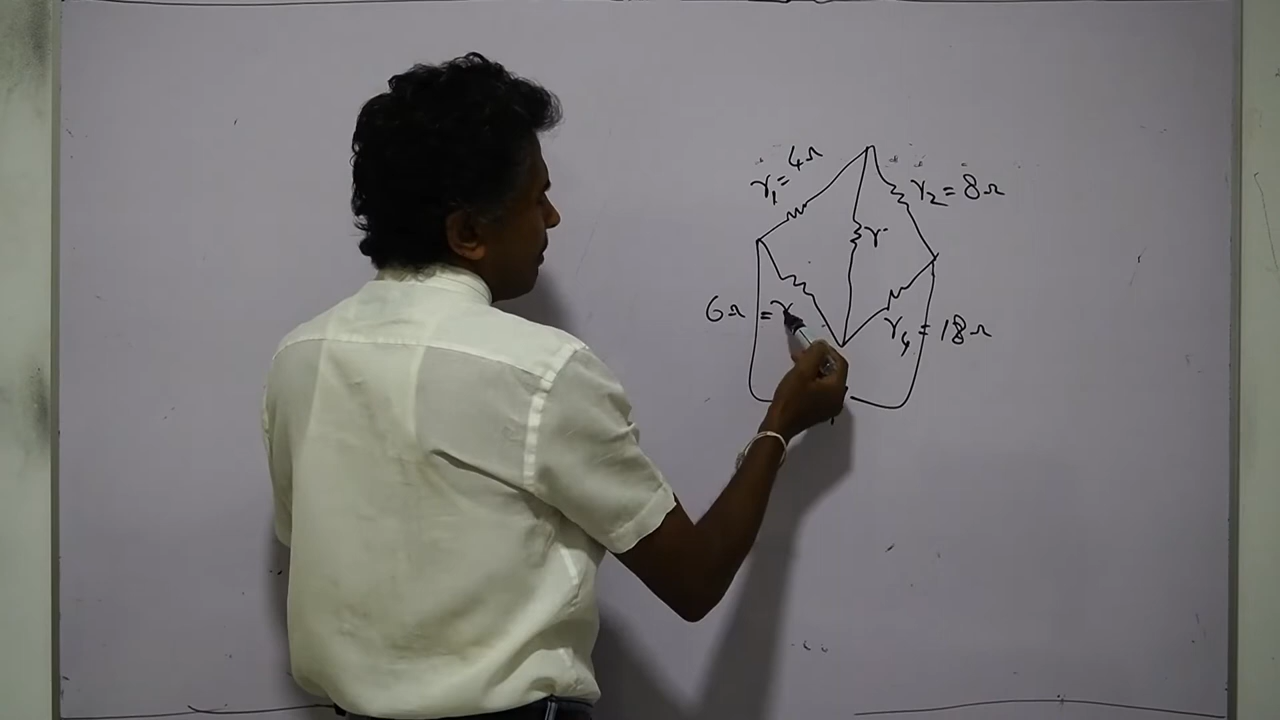 r₁ = 4Ω
r₂ = 8Ω
r
6Ω = r
r₄ = 18Ω